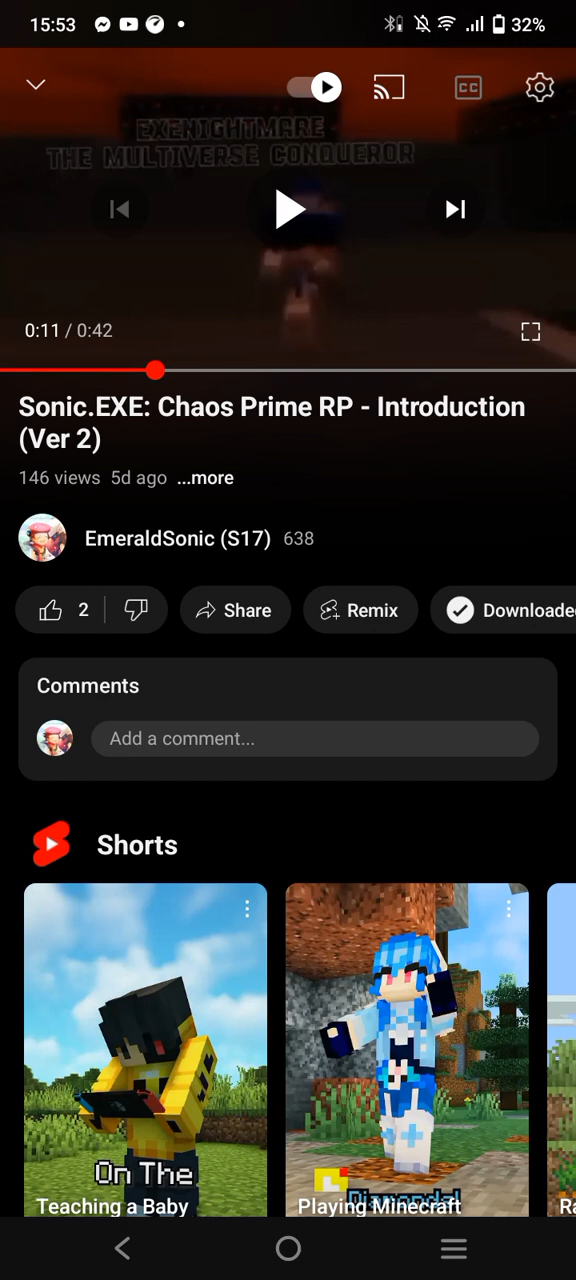 15:53
32%
CC
EXENIGHTMARE
THE MULTIVERSE CONQUEROR
0:11 / 0:42
Sonic.EXE: Chaos Prime RP - Introduction
(Ver 2)
146 views 5d ago ...more
EmeraldSonic (S17) 638
2
Share
Remix
Downloade
Comments
Add a comment...
Shorts
On The
Teaching a Baby
Playing Minecraft